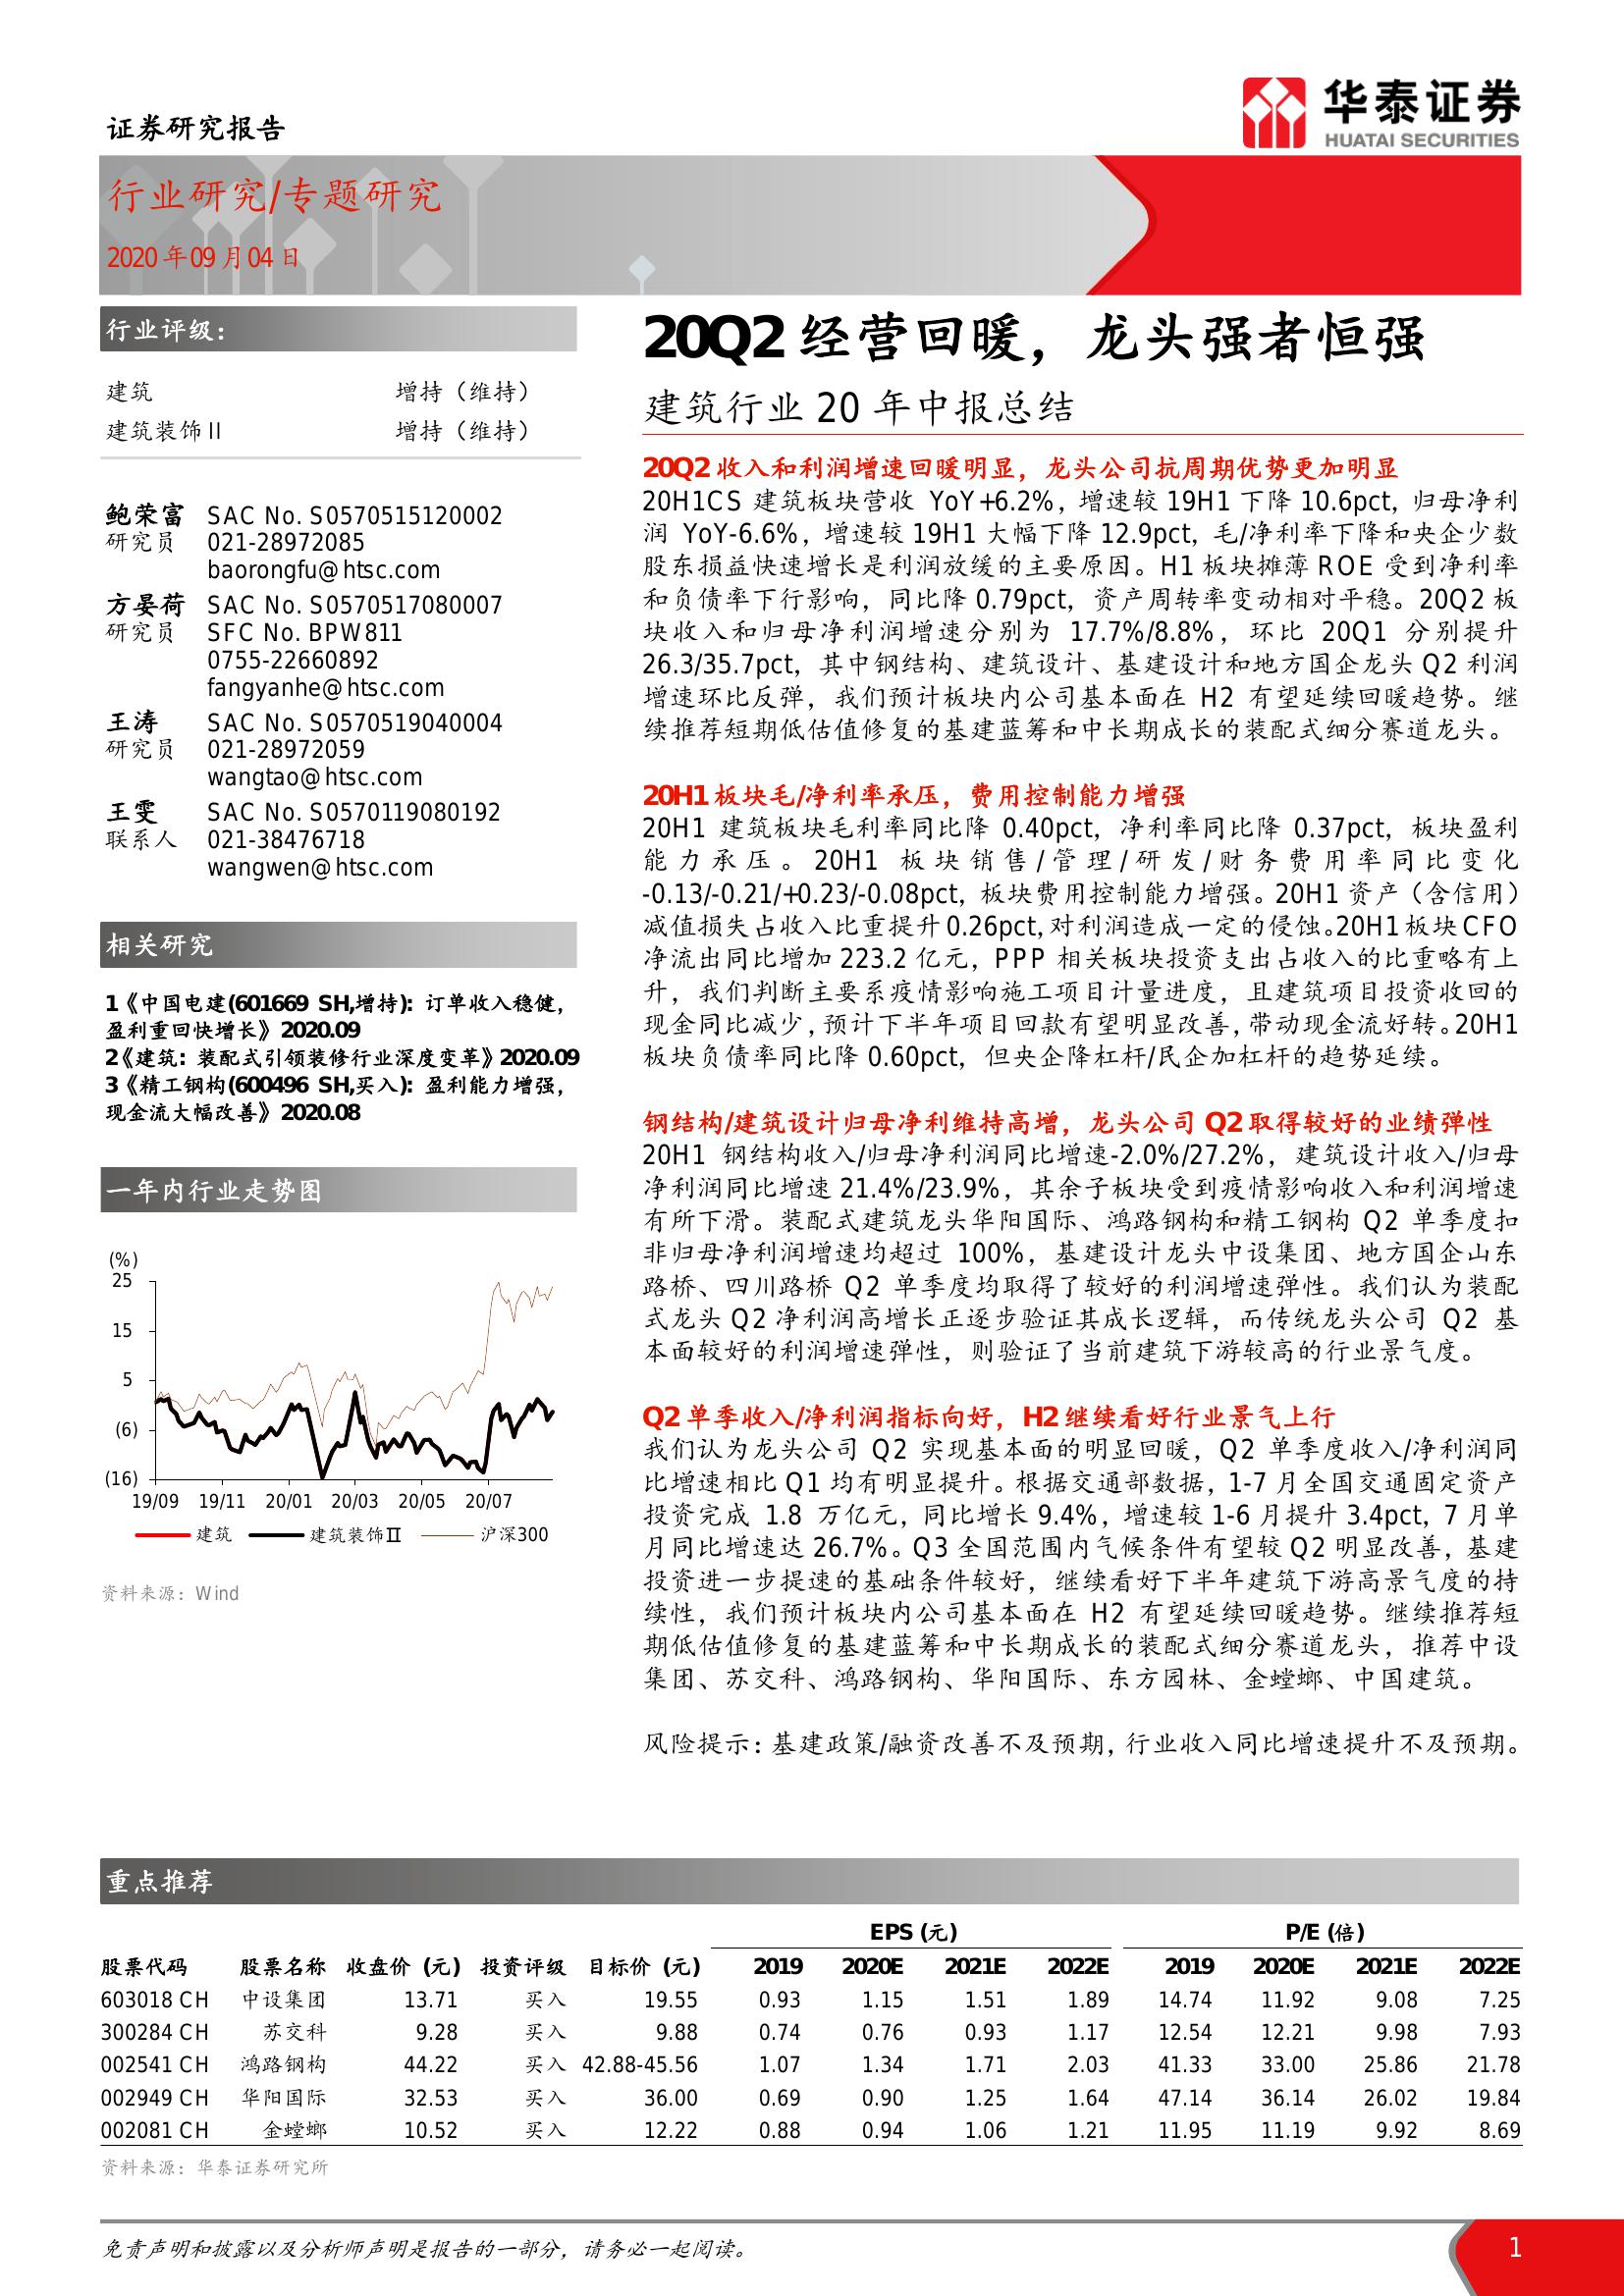 证券研究报告
华泰证券
HUATAI SECURITIES
行业研究/专题研究
2020年09月04日
行业评级：
建筑 增持（维持）
建筑装饰II 增持（维持）
鲍荣富 SAC No. S0570515120002
研究员 021-28972085
baorongfu@htsc.com
方晏荷 SAC No. S0570517080007
研究员 SFC No. BPW811
0755-22660892
fangyanhe@htsc.com
王涛 SAC No. S0570519040004
研究员 021-28972059
wangtao@htsc.com
王雯 SAC No. S0570119080192
联系人 021-38476718
wangwen@htsc.com
相关研究
1《中国电建(601669 SH,增持)：订单收入稳健，
盈利重回快增长》2020.09
2《建筑：装配式引领装修行业深度变革》2020.09
3《精工钢构(600496 SH,买入)：盈利能力增强，
现金流大幅改善》2020.08
一年内行业走势图
(%)
25
15
5
(6)
(16)
19/09 19/11 20/01 20/03 20/05 20/07
建筑 建筑装饰II 沪深300
资料来源：Wind
20Q2经营回暖，龙头强者恒强
建筑行业20年中报总结
20Q2收入和利润增速回暖明显，龙头公司抗周期优势更加明显
20H1CS 建筑板块营收 YoY+6.2%，增速较19H1下降10.6pct，归母净利
润 YoY-6.6%，增速较19H1大幅下降12.9pct，毛/净利率下降和央企少数
股东损益快速增长是利润放缓的主要原因。H1板块摊薄ROE受到净利率
和负债率下行影响，同比降0.79pct，资产周转率变动相对平稳。20Q2板
块收入和归母净利润增速分别为 17.7%/8.8%，环比 20Q1 分别提升
26.3/35.7pct，其中钢结构、建筑设计、基建设计和地方国企龙头Q2利润
增速环比反弹，我们预计板块内公司基本面在 H2 有望延续回暖趋势。继
续推荐短期低估值修复的基建蓝筹和中长期成长的装配式细分赛道龙头。
20H1板块毛/净利率承压，费用控制能力增强
20H1 建筑板块毛利率同比降 0.40pct，净利率同比降 0.37pct，板块盈利
能力承压。20H1 板块销售/管理/研发/财务费用率同比变化
-0.13/-0.21/+0.23/-0.08pct，板块费用控制能力增强。20H1资产（含信用）
减值损失占收入比重提升0.26pct,对利润造成一定的侵蚀。20H1板块CFO
净流出同比增加223.2亿元，PPP相关板块投资支出占收入的比重略有上
升，我们判断主要系疫情影响施工项目计量进度，且建筑项目投资收回的
现金同比减少，预计下半年项目回款有望明显改善，带动现金流好转。20H1
板块负债率同比降0.60pct，但央企降杠杆/民企加杠杆的趋势延续。
钢结构/建筑设计归母净利维持高增，龙头公司Q2取得较好的业绩弹性
20H1 钢结构收入/归母净利润同比增速-2.0%/27.2%，建筑设计收入/归母
净利润同比增速21.4%/23.9%，其余子板块受到疫情影响收入和利润增速
有所下滑。装配式建筑龙头华阳国际、鸿路钢构和精工钢构 Q2 单季度扣
非归母净利润增速均超过 100%，基建设计龙头中设集团、地方国企山东
路桥、四川路桥 Q2 单季度均取得了较好的利润增速弹性。我们认为装配
式龙头Q2净利润高增长正逐步验证其成长逻辑，而传统龙头公司 Q2 基
本面较好的利润增速弹性，则验证了当前建筑下游较高的行业景气度。
Q2单季收入/净利润指标向好，H2继续看好行业景气上行
我们认为龙头公司 Q2 实现基本面的明显回暖，Q2 单季度收入/净利润同
比增速相比Q1均有明显提升。根据交通部数据，1-7月全国交通固定资产
投资完成 1.8 万亿元，同比增长9.4%，增速较1-6月提升3.4pct，7月单
月同比增速达26.7%。Q3全国范围内气候条件有望较Q2明显改善，基建
投资进一步提速的基础条件较好，继续看好下半年建筑下游高景气度的持
续性，我们预计板块内公司基本面在 H2 有望延续回暖趋势。继续推荐短
期低估值修复的基建蓝筹和中长期成长的装配式细分赛道龙头，推荐中设
集团、苏交科、鸿路钢构、华阳国际、东方园林、金螳螂、中国建筑。
风险提示：基建政策/融资改善不及预期，行业收入同比增速提升不及预期。
重点推荐
EPS (元) P/E (倍)
股票代码 股票名称 收盘价 (元) 投资评级 目标价 (元) 2019 2020E 2021E 2022E 2019 2020E 2021E 2022E
603018 CH 中设集团 13.71 买入 19.55 0.93 1.15 1.51 1.89 14.74 11.92 9.08 7.25
300284 CH 苏交科 9.28 买入 9.88 0.74 0.76 0.93 1.17 12.54 12.21 9.98 7.93
002541 CH 鸿路钢构 44.22 买入 42.88-45.56 1.07 1.34 1.71 2.03 41.33 33.00 25.86 21.78
002949 CH 华阳国际 32.53 买入 36.00 0.69 0.90 1.25 1.64 47.14 36.14 26.02 19.84
002081 CH 金螳螂 10.52 买入 12.22 0.88 0.94 1.06 1.21 11.95 11.19 9.92 8.69
资料来源：华泰证券研究所
免责声明和披露以及分析师声明是报告的一部分，请务必一起阅读。
1